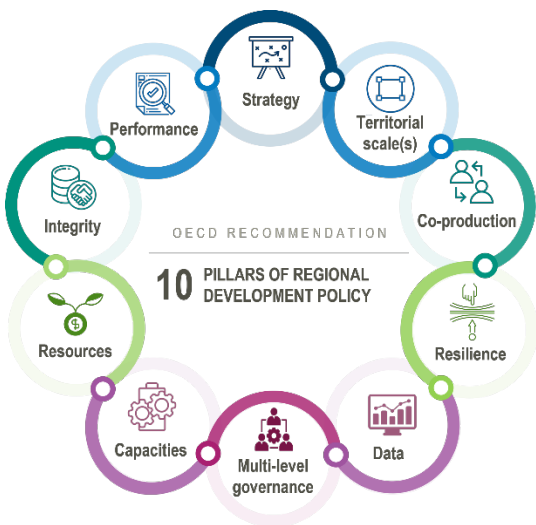 Strategy
Territorial
scale(s)
Co-production
Resilience
Data
Multi-level
governance
Capacities
Resources
Integrity
Performance
OECD RECOMMENDATION
10 PILLARS OF REGIONAL
DEVELOPMENT POLICY
$